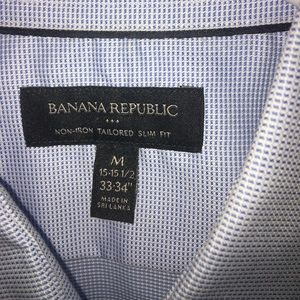 BANANA REPUBLIC
NON-IRON TAILORED SLIM FIT
M
15-15 1/2
33-34"
MADE IN
SRI LANKA